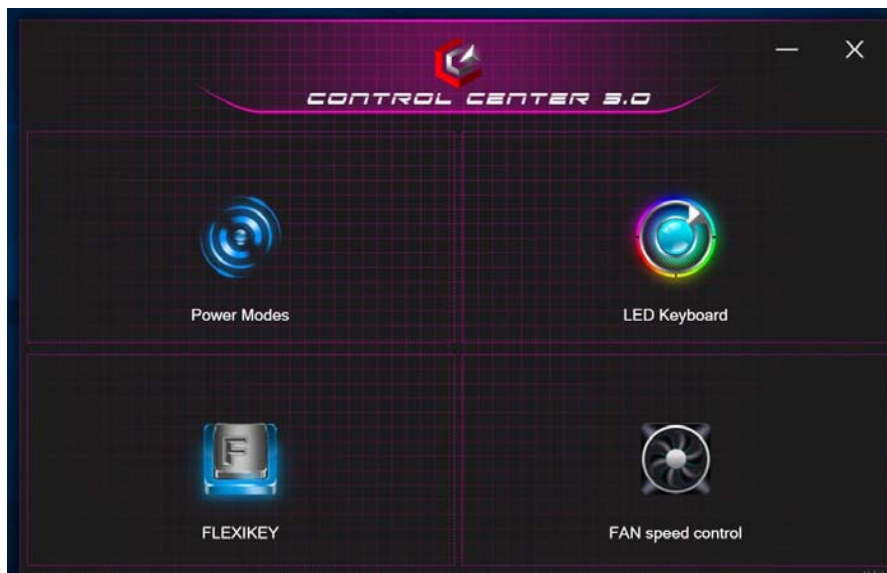 CONTROL CENTER 3.0
Power Modes
LED Keyboard
F
FLEXIKEY
FAN speed control